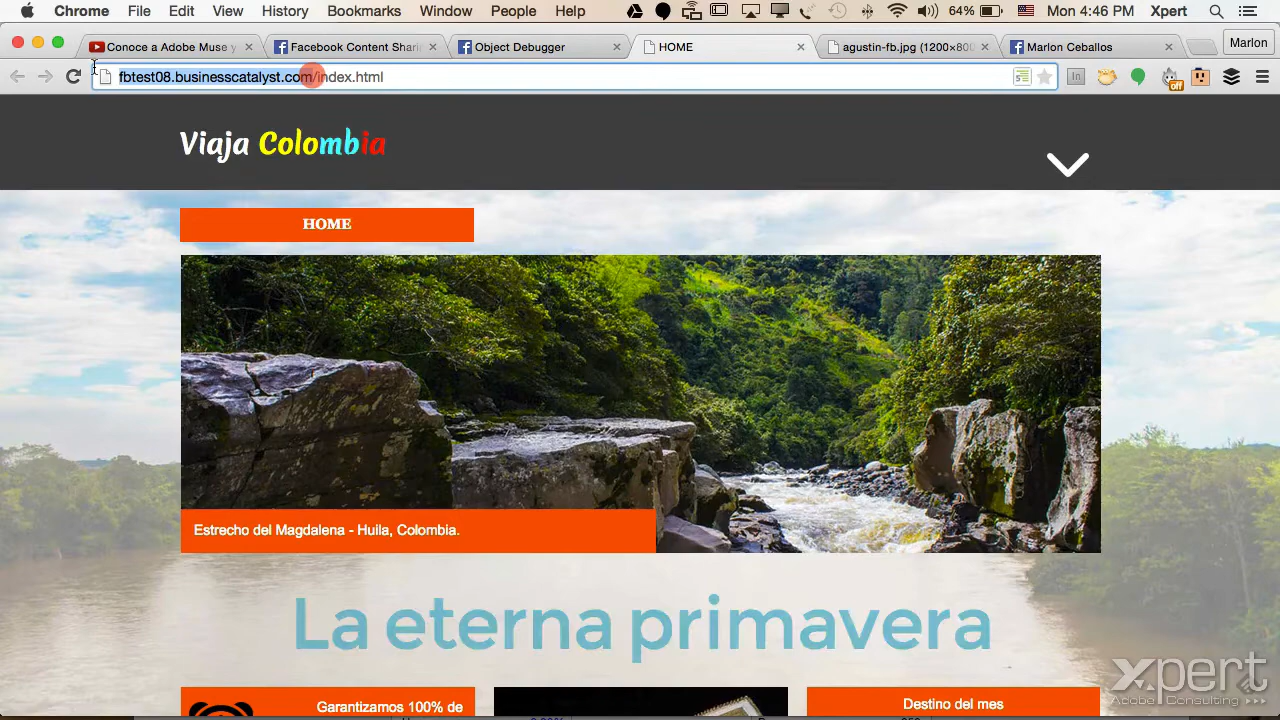 Chrome File Edit View History Bookmarks Window People Help 64% Mon 4:46 PM Xpert
Conoce a Adobe Muse y
Facebook Content Shari
Object Debugger
HOME
agustin-fb.jpg (1200×800
Marlon Ceballos
Marlon
fbtest08.businesscatalyst.com/index.html
In
off
Viaja Colombia
HOME
Estrecho del Magdalena - Huila, Colombia.
La eterna primavera
Garantizamos 100% de
Destino del mes
xpert
Adobe Consulting